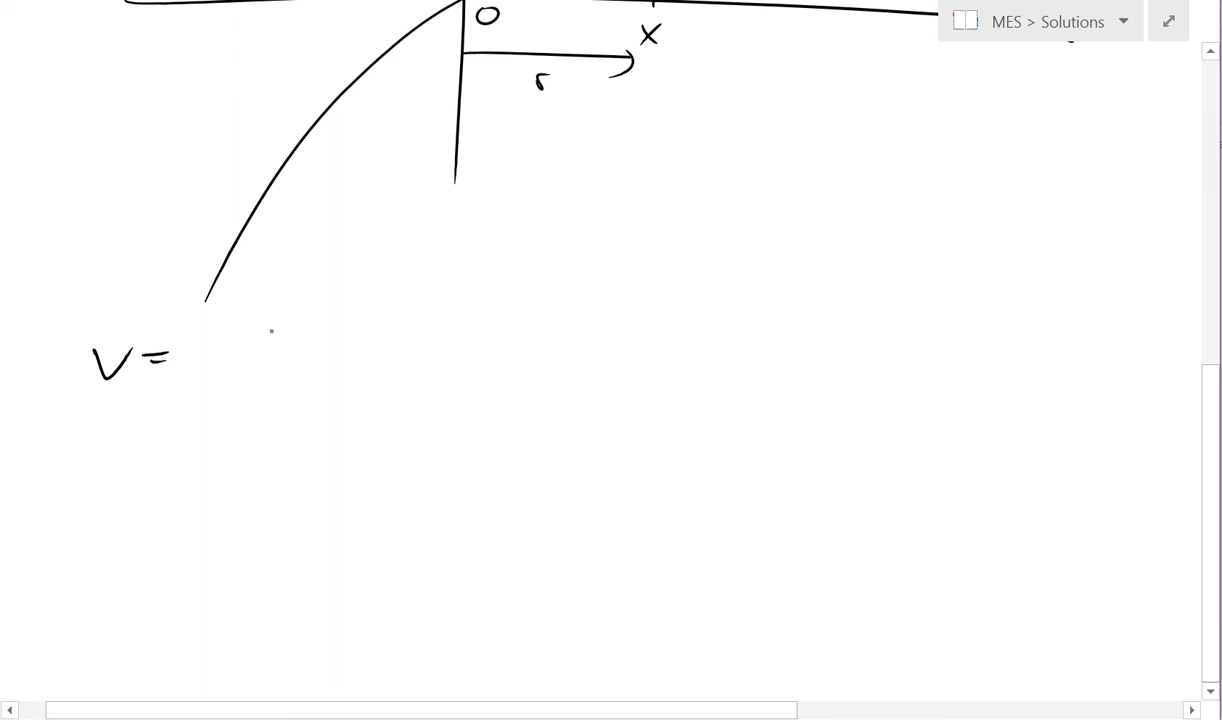 O
MES > Solutions
x
r
V =